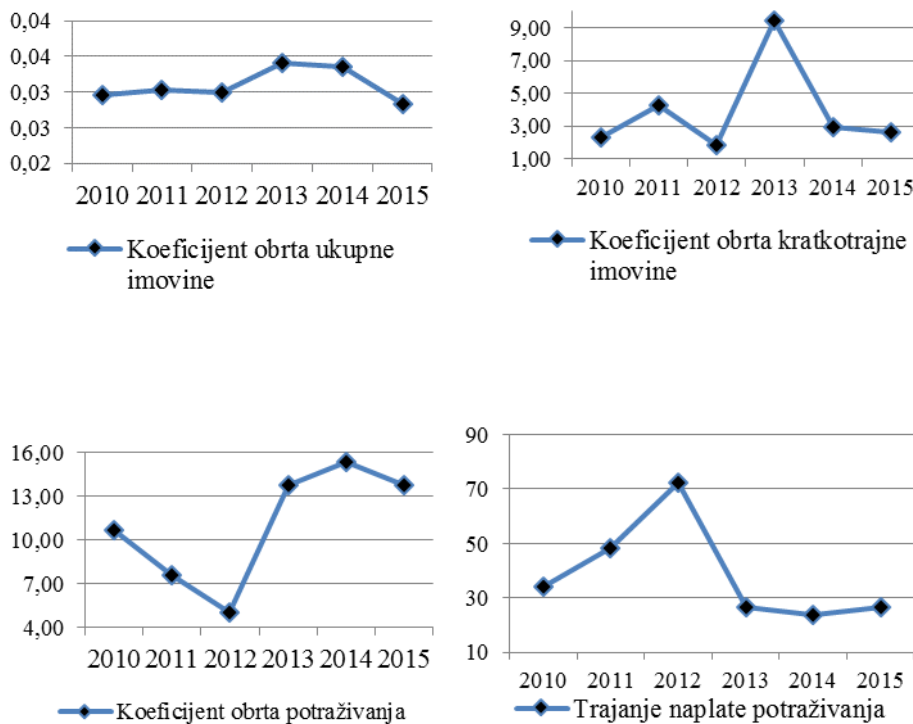 0,04
0,04
0,03
0,03
0,02
2010 2011 2012 2013 2014 2015
Koeficijent obrta ukupne
imovine
9,00
7,00
5,00
3,00
1,00
2010 2011 2012 2013 2014 2015
Koeficijent obrta kratkotrajne
imovine
16,00
13,00
10,00
7,00
4,00
2010 2011 2012 2013 2014 2015
Koeficijent obrta potraživanja
90
70
50
30
10
2010 2011 2012 2013 2014 2015
Trajanje naplate potraživanja